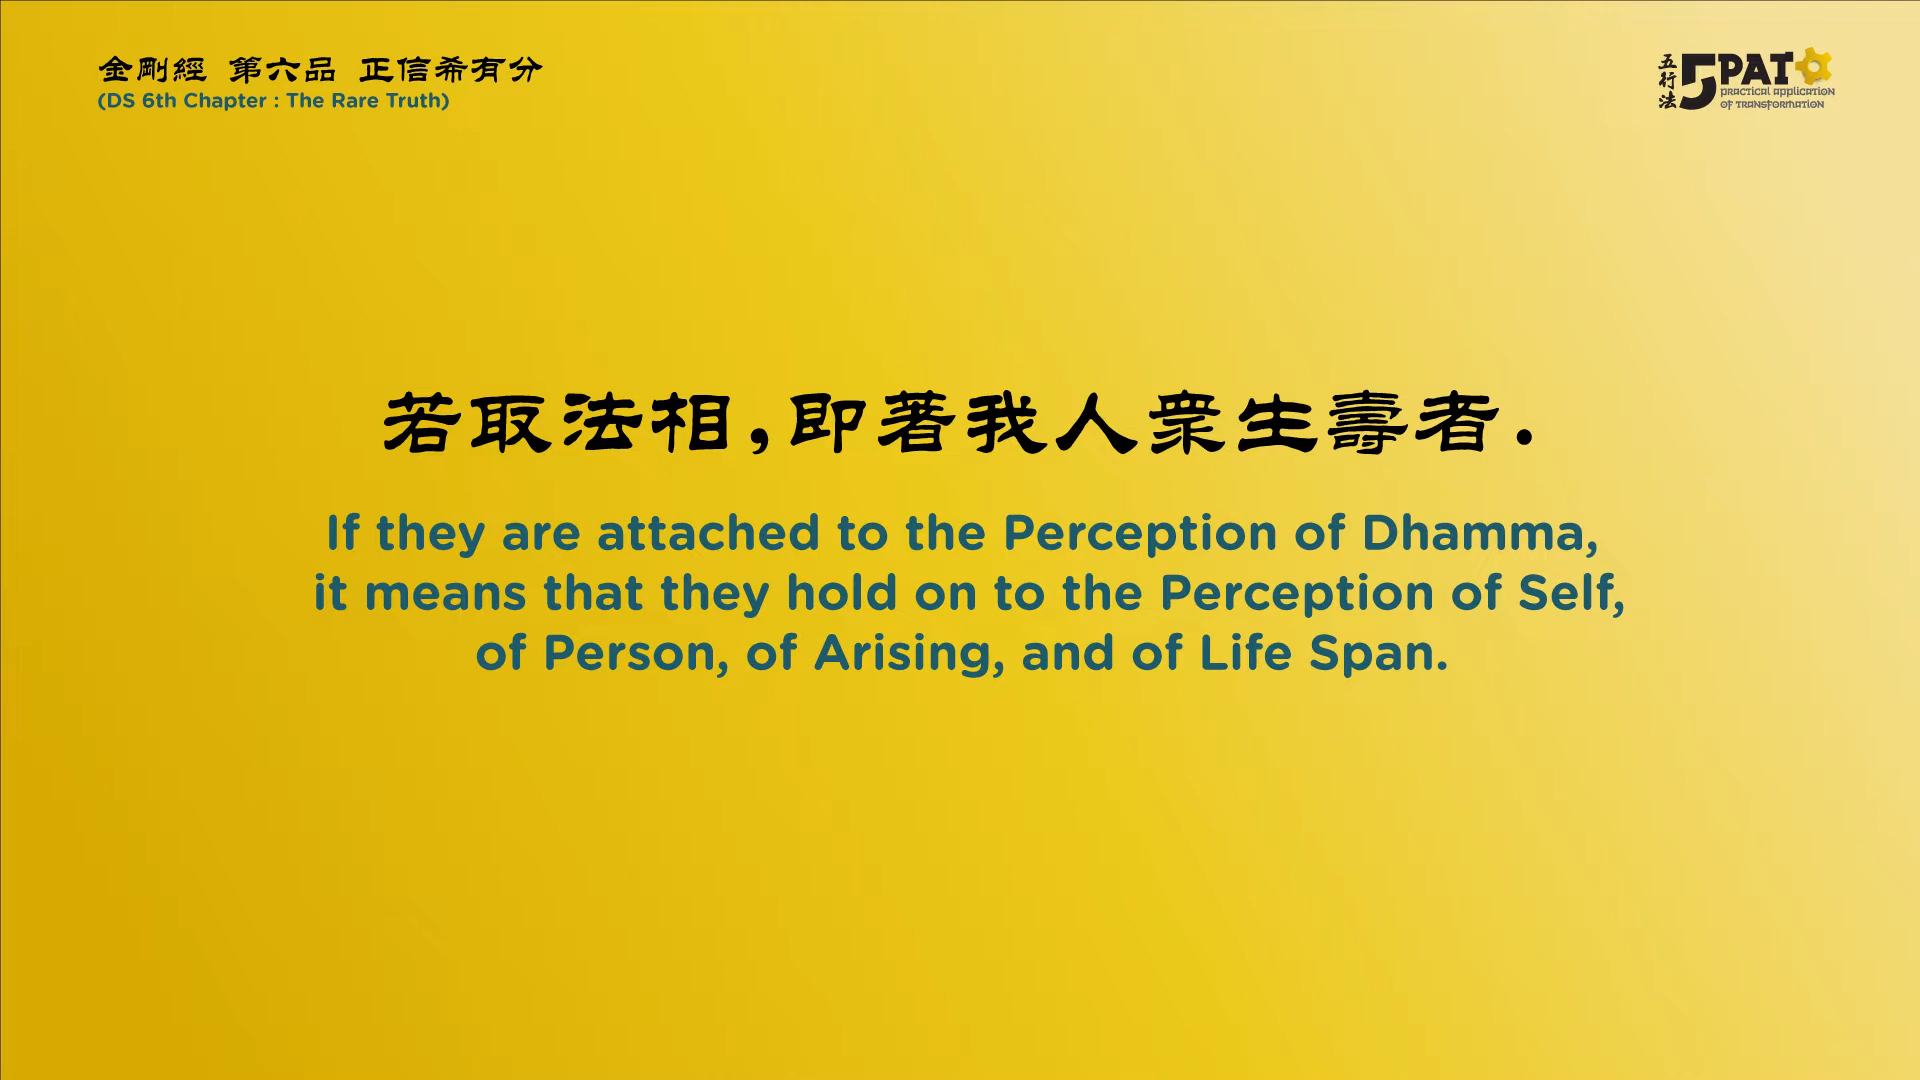 金剛經 第六品 正信希有分
(DS 6th Chapter : The Rare Truth)
五行法
5PAT
PRACTICAL APPLICATION
OF TRANSFORMATION
若取法相,即著我人眾生壽者.
If they are attached to the Perception of Dhamma,
it means that they hold on to the Perception of Self,
of Person, of Arising, and of Life Span.